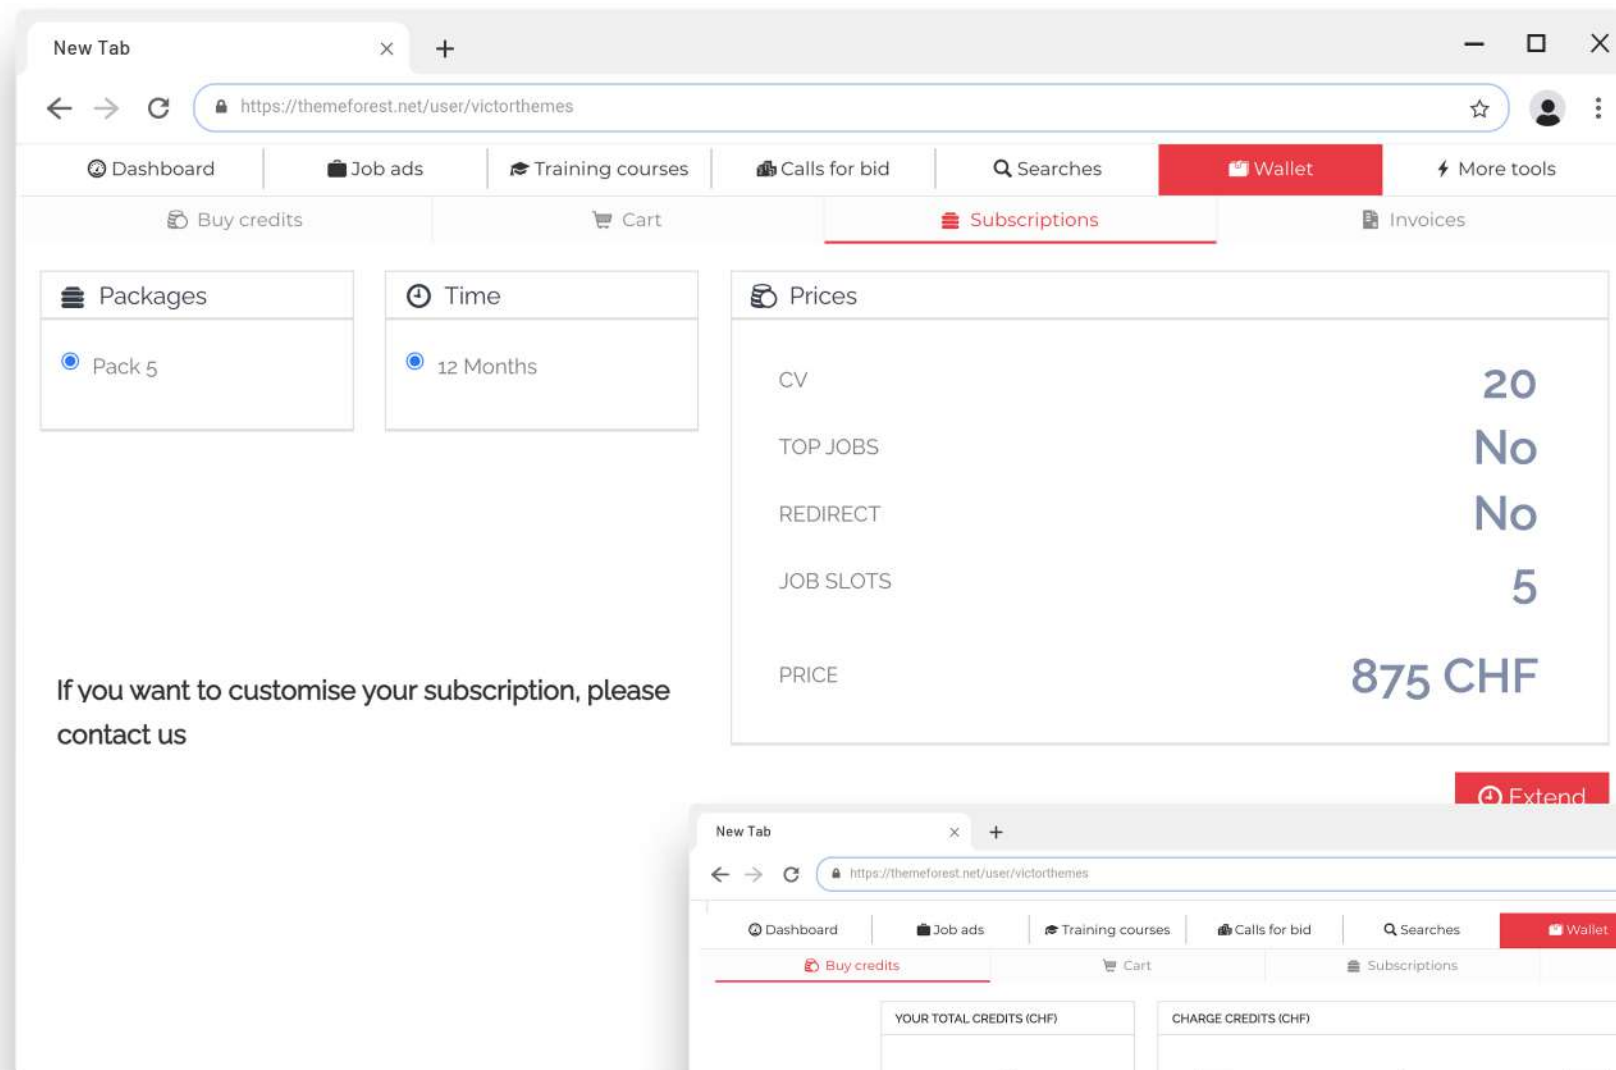 New Tab
https://themeforest.net/user/victorthemes
Dashboard Job ads Training courses Calls for bid Searches Wallet More tools
Buy credits Cart Subscriptions Invoices
Packages
Pack 5
Time
12 Months
Prices
CV 20
TOP JOBS No
REDIRECT No
JOB SLOTS 5
PRICE 875 CHF
If you want to customise your subscription, please
contact us
Extend
New Tab
https://themeforest.net/user/victorthemes
Dashboard Job ads Training courses Calls for bid Searches Wallet
Buy credits Cart Subscriptions
YOUR TOTAL CREDITS (CHF) CHARGE CREDITS (CHF)